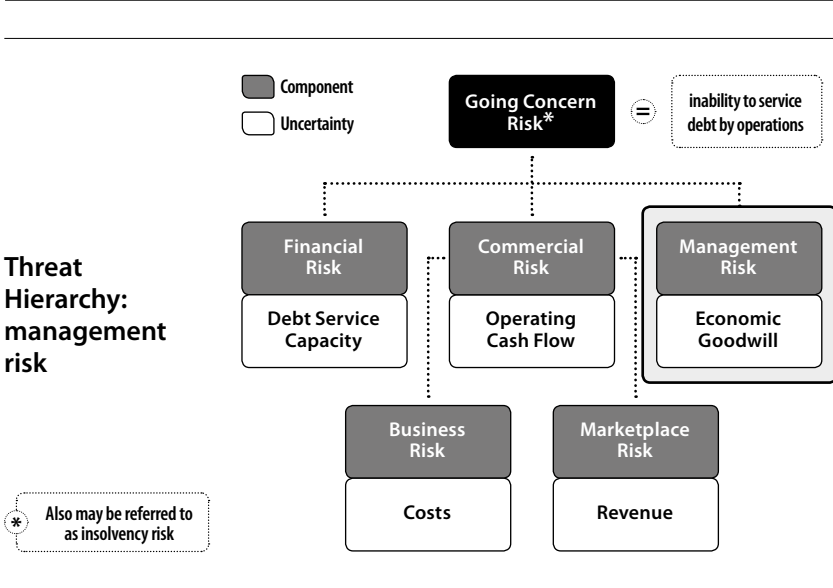 Component
Uncertainty
Going Concern
Risk*
=
inability to service
debt by operations
Threat
Hierarchy:
management
risk
Financial
Risk
Debt Service
Capacity
Commercial
Risk
Operating
Cash Flow
Management
Risk
Economic
Goodwill
Business
Risk
Costs
Marketplace
Risk
Revenue
*
Also may be referred to
as insolvency risk